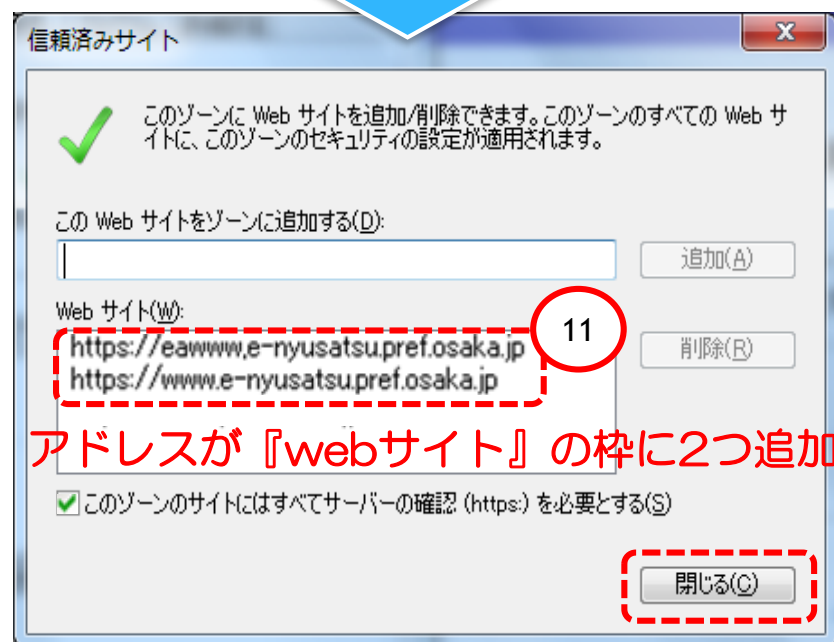 信頼済みサイト
x
このゾーンに Web サイトを追加/削除できます。このゾーンのすべての Web サ
イトに、このゾーンのセキュリティの設定が適用されます。
この Web サイトをゾーンに追加する(D):
追加(A)
Web サイト(W):
11
https://eawww.e-nyusatsu.pref.osaka.jp
削除(R)
https://www.e-nyusatsu.pref.osaka.jp
アドレスが『webサイト』の枠に2つ追加
このゾーンのサイトにはすべてサーバーの確認 (https:) を必要とする(S)
閉じる(C)